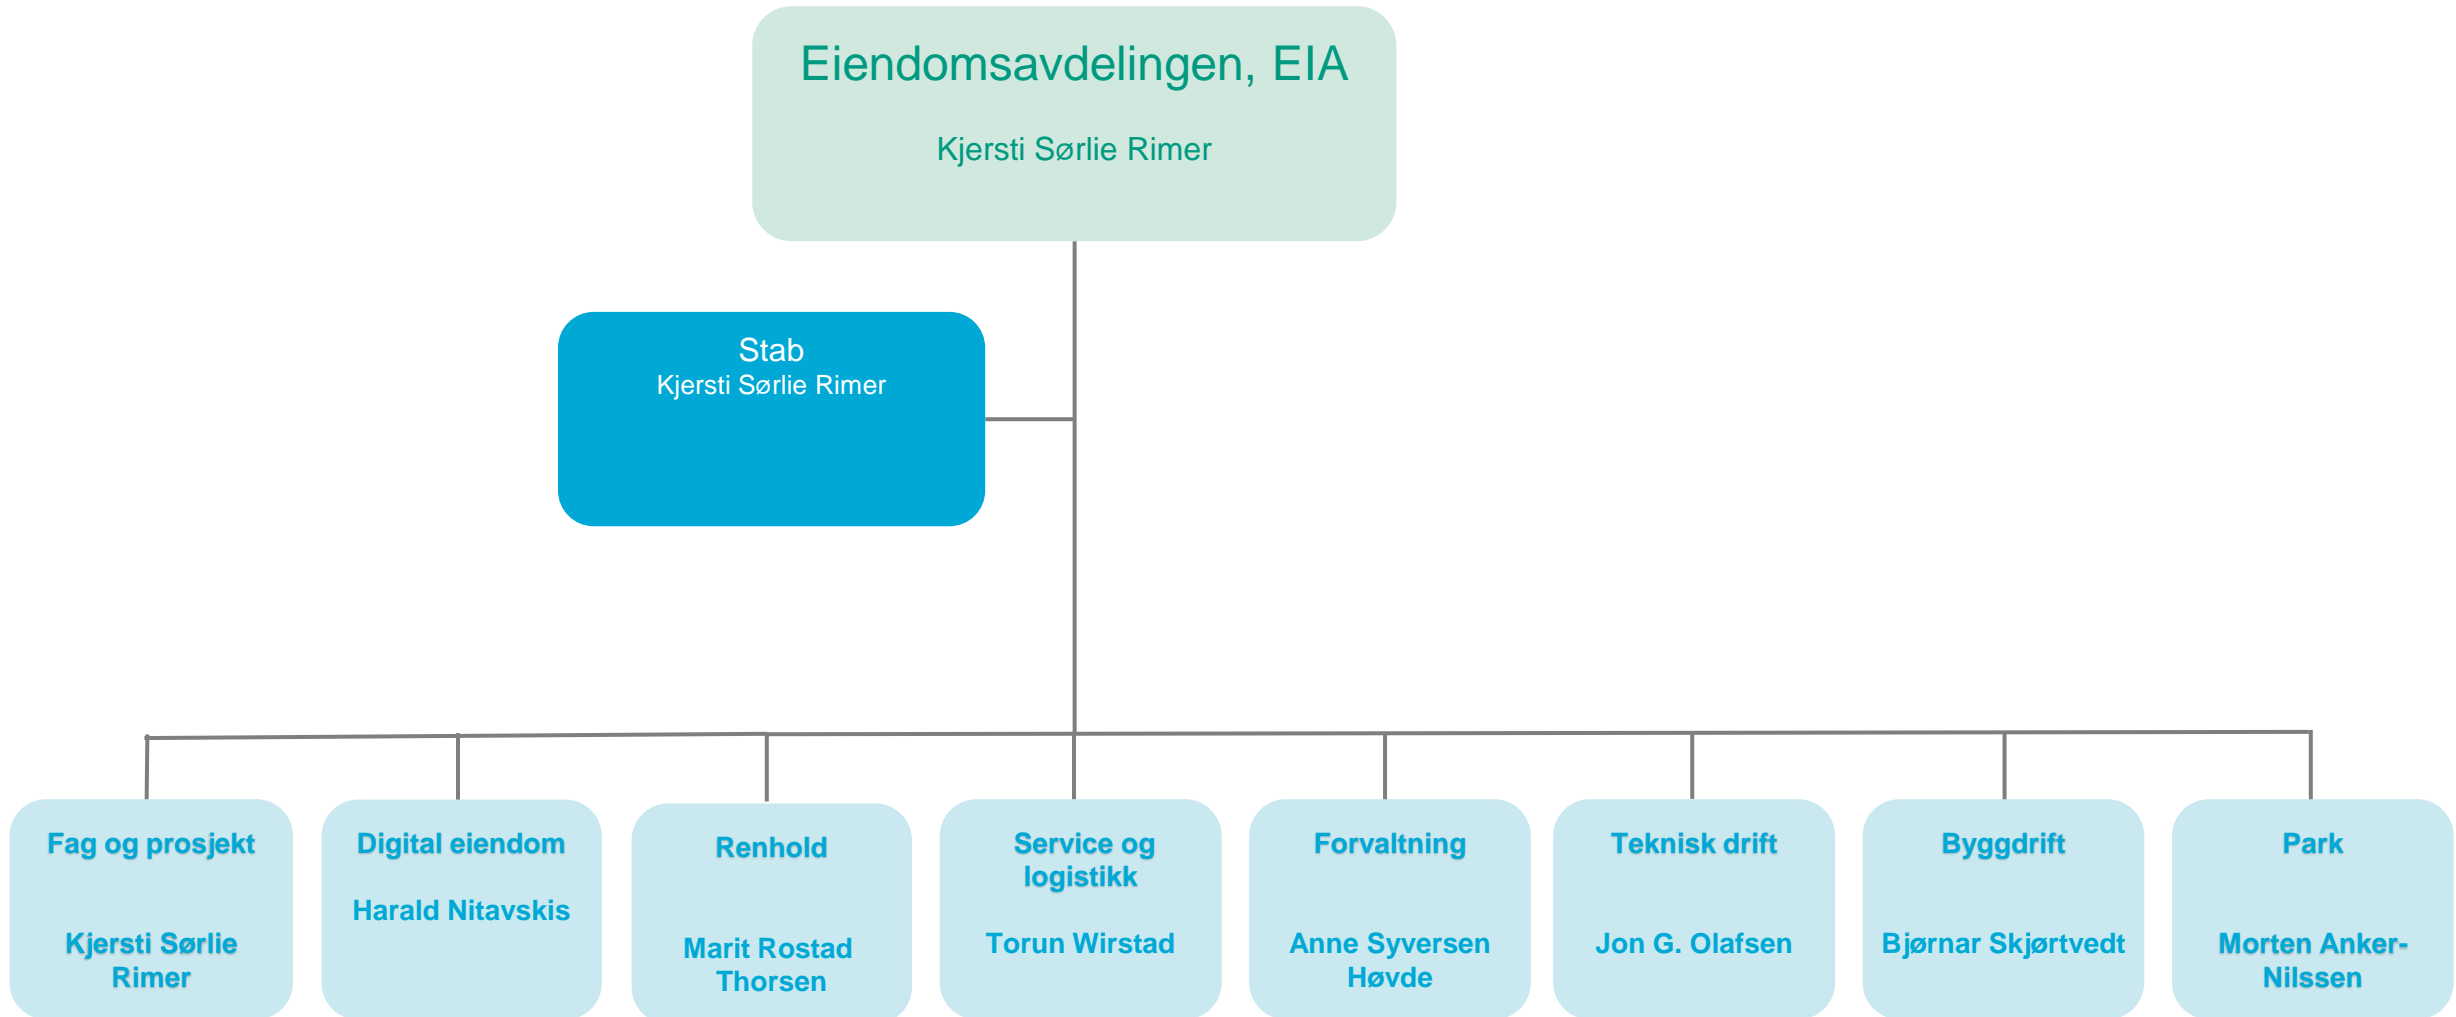 Eiendomsavdelingen, EIA
Kjersti Sørlie Rimer
Stab
Kjersti Sørlie Rimer
Fag og prosjekt
Kjersti Sørlie
Rimer
Digital eiendom
Harald Nitavskis
Renhold
Marit Rostad
Thorsen
Service og
logistikk
Torun Wirstad
Forvaltning
Anne Syversen
Høvde
Teknisk drift
Jon G. Olafsen
Byggdrift
Bjørnar Skjørtvedt
Park
Morten Anker-
Nilssen